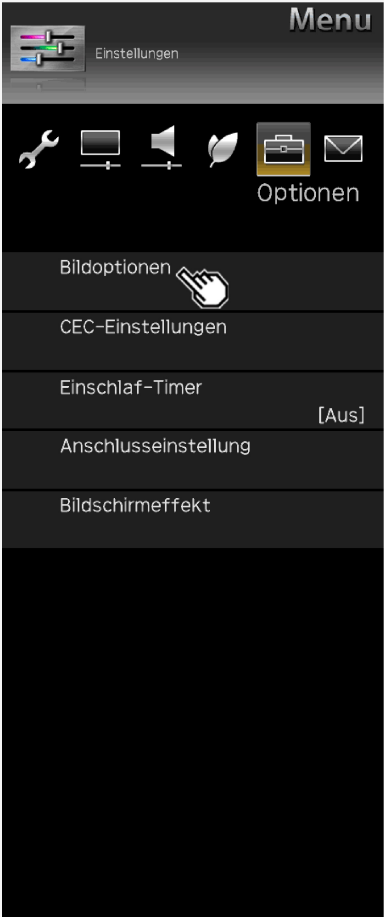 Menu
Einstellungen
Optionen
Bildoptionen
CEC-Einstellungen
Einschlaf-Timer
[Aus]
Anschlusseinstellung
Bildschirmeffekt